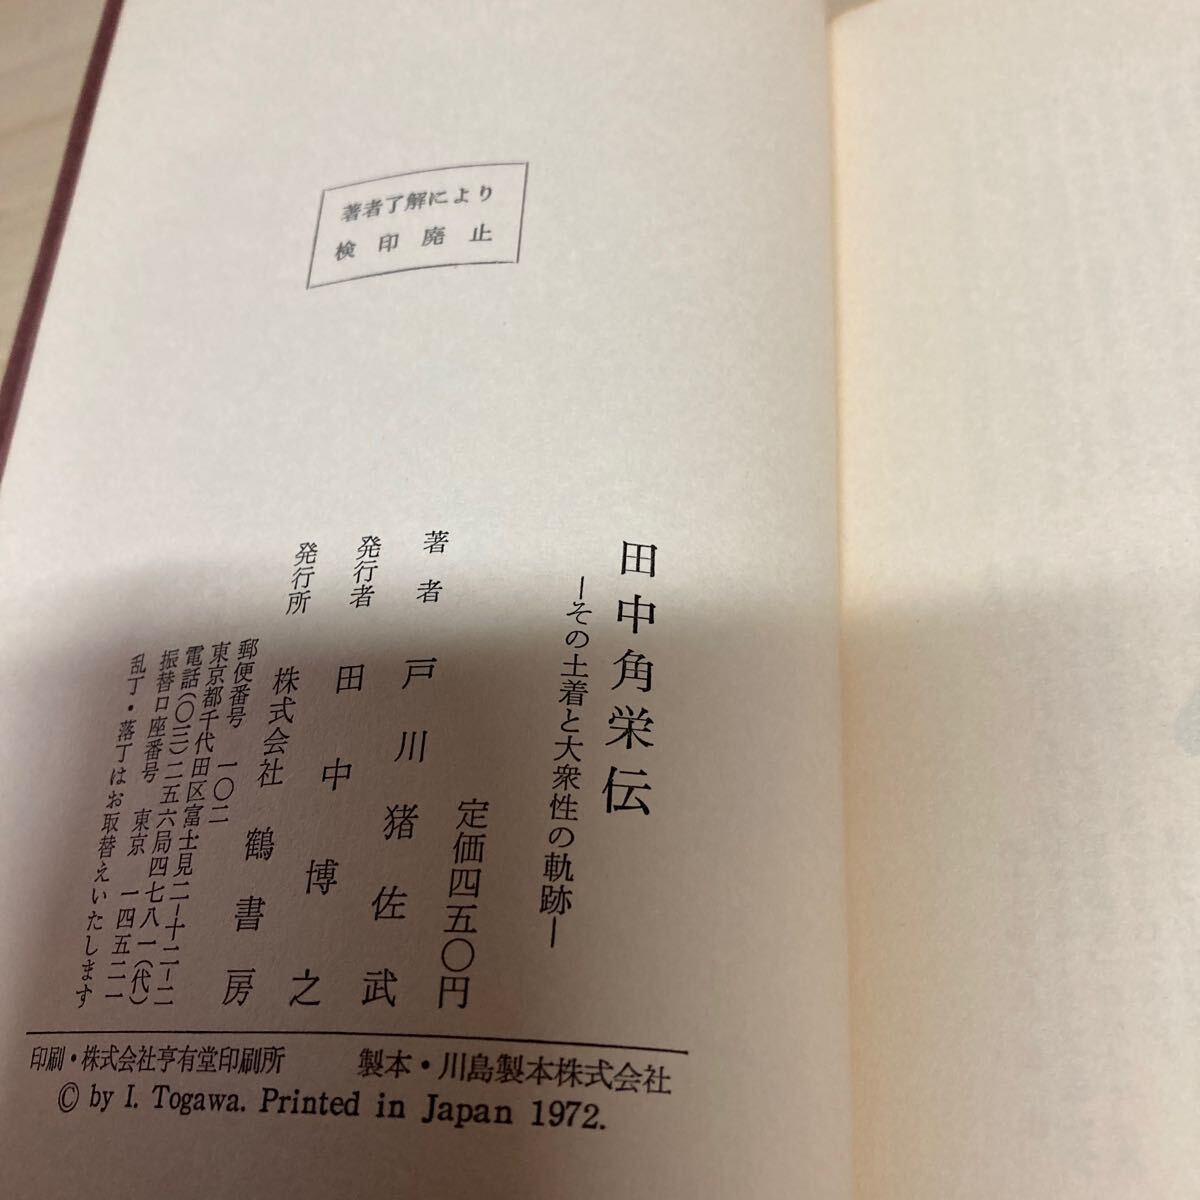 著者了解により
検印廃止
田中角栄伝
―その土着と大衆性の軌跡―
定価四五〇円
著者 戸川猪佐武
発行者 田中博之
発行所 株式会社 鶴書房
郵便番号 一〇二
東京都千代田区富士見二―十二―二
電話(〇三)二五六局四七八一(代)
振替口座番号 東京 一四五二一
乱丁・落丁はお取替えいたします
印刷・株式会社亨有堂印刷所 製本・川島製本株式会社
© by I. Togawa. Printed in Japan 1972.